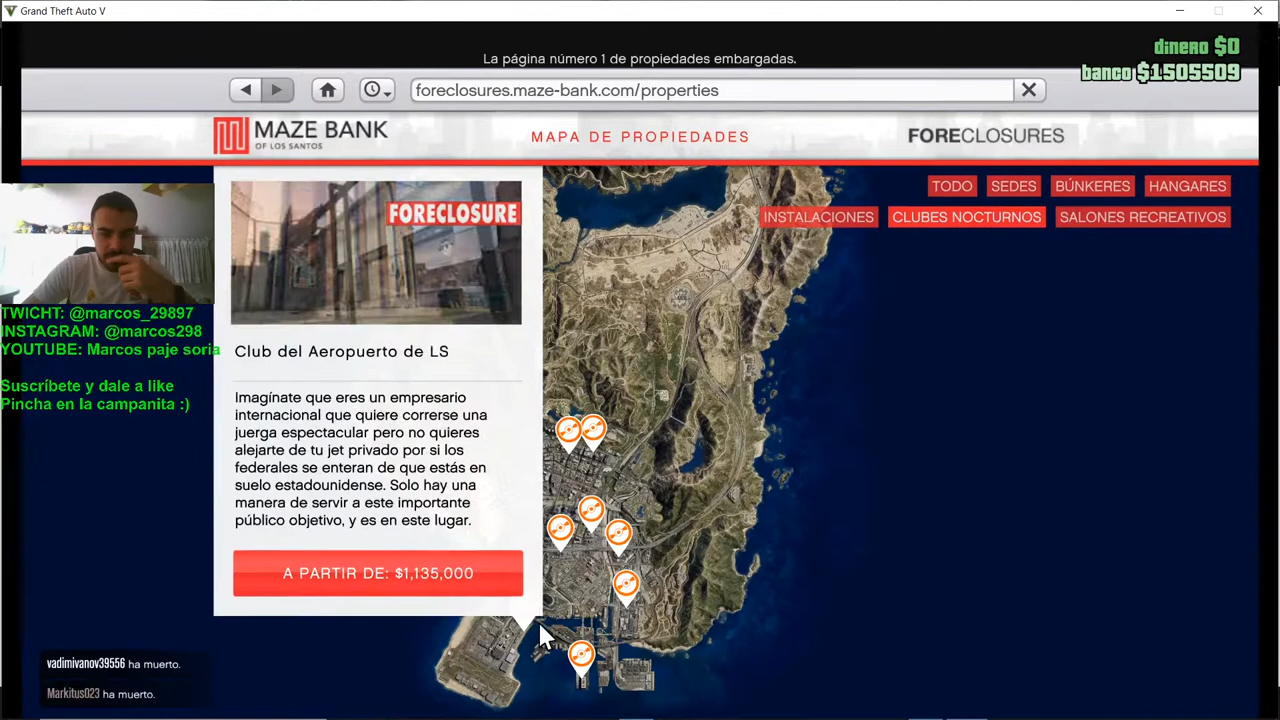 Grand Theft Auto V
dinero $0
banco $1505509
La página número 1 de propiedades embargadas.
foreclosures.maze-bank.com/properties
MAZE BANK
OF LOS SANTOS
MAPA DE PROPIEDADES
FORECLOSURES
TODO
SEDES
BÚNKERES
HANGARES
INSTALACIONES
CLUBES NOCTURNOS
SALONES RECREATIVOS
FORECLOSURE
Club del Aeropuerto de LS
Imagínate que eres un empresario
internacional que quiere correrse una
juerga espectacular pero no quieres
alejarte de tu jet privado por si los
federales se enteran de que estás en
suelo estadounidense. Solo hay una
manera de servir a este importante
público objetivo, y es en este lugar.
A PARTIR DE: $1,135,000
TWICHT: @marcos_29897
INSTAGRAM: @marcos298
YOUTUBE: Marcos paje soria
Suscríbete y dale a like
Pincha en la campanita :)
vadimivanov39556 ha muerto.
Markitus023 ha muerto.